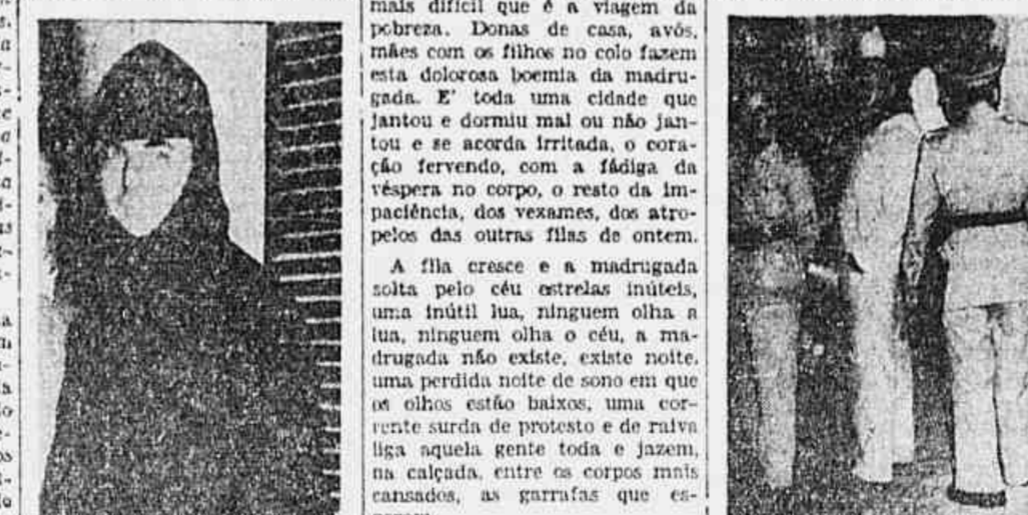 mais difícil que é a viagem da
pobreza. Donas de casa, avós,
mães com os filhos no colo fazem
esta dolorosa boemia da madru-
gada. E' toda uma cidade que
jantou e dormiu mal ou não jan-
tou e se acorda irritada, o cora-
ção fervendo, com a fádiga da
véspera no corpo, o resto da im-
paciência, dos vexames, dos atro-
pelos das outras filas de ontem.
A fila cresce e a madrugada
solta pelo céu estrelas inúteis,
uma inútil lua, ninguem olha a
lua, ninguem olha o céu, a ma-
drugada não existe, existe noite,
uma perdida noite de sono em que
os olhos estão baixos, uma cor-
rente surda de protesto e de raiva
liga aquela gente toda e jazem,
na calçada, entre os corpos mais
cansados, as garrafas que es-